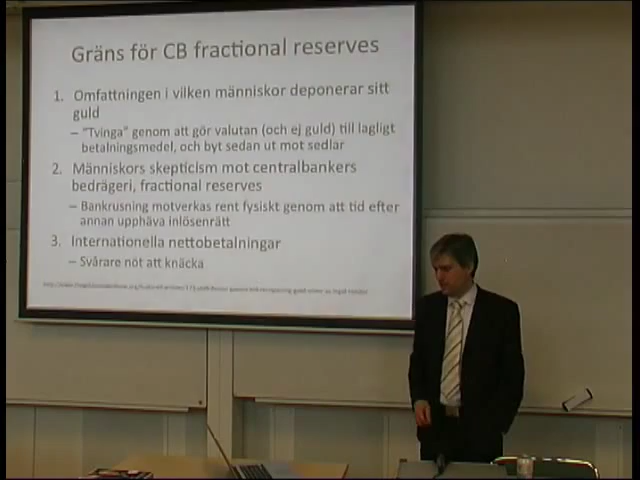 Gräns för CB fractional reserves
1. Omfattningen i vilken människor deponerar sitt
guld
– "Tvinga" genom att gör valutan (och ej guld) till lagligt
betalningsmedel, och byt sedan ut mot sedlar
2. Människors skepticism mot centralbankers
bedrägeri, fractional reserves
– Bankrusning motverkas rent fysiskt genom att tid efter
annan upphäva inlösenrätt
3. Internationella nettobetalningar
– Svårare nöt att knäcka